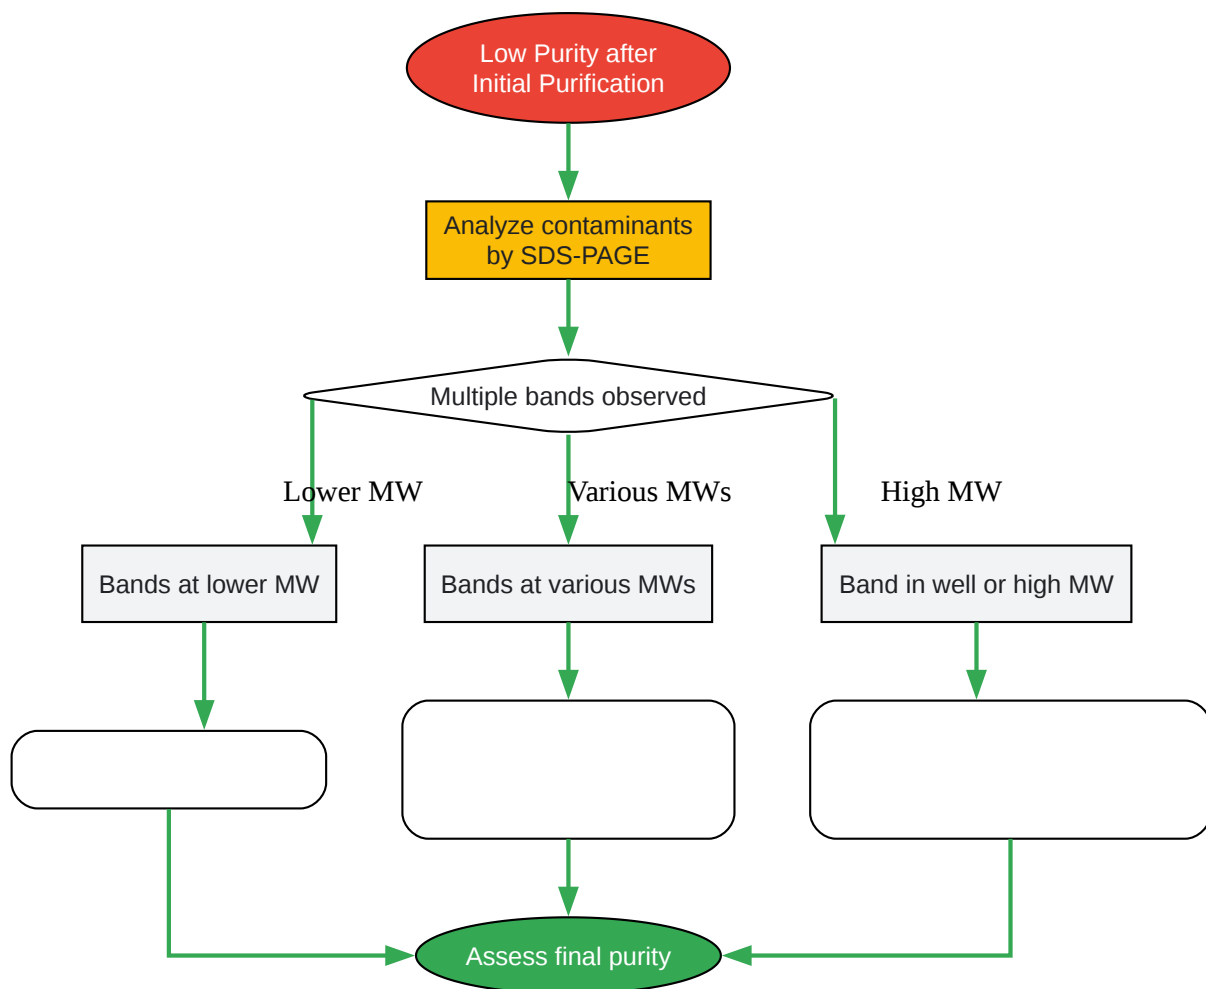 Low Purity after
Initial Purification
Analyze contaminants
by SDS-PAGE
Multiple bands observed
Lower MW
Various MWs
High MW
Bands at lower MW
Bands at various MWs
Band in well or high MW
Assess final purity